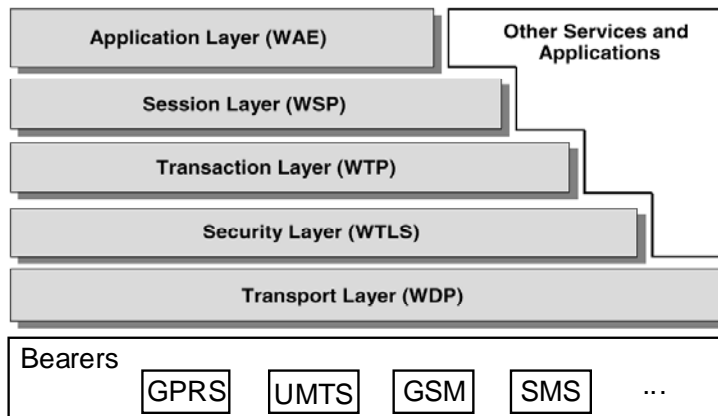 Application Layer (WAE)
Other Services and
Applications
Session Layer (WSP)
Transaction Layer (WTP)
Security Layer (WTLS)
Transport Layer (WDP)
Bearers
GPRS UMTS GSM SMS ...